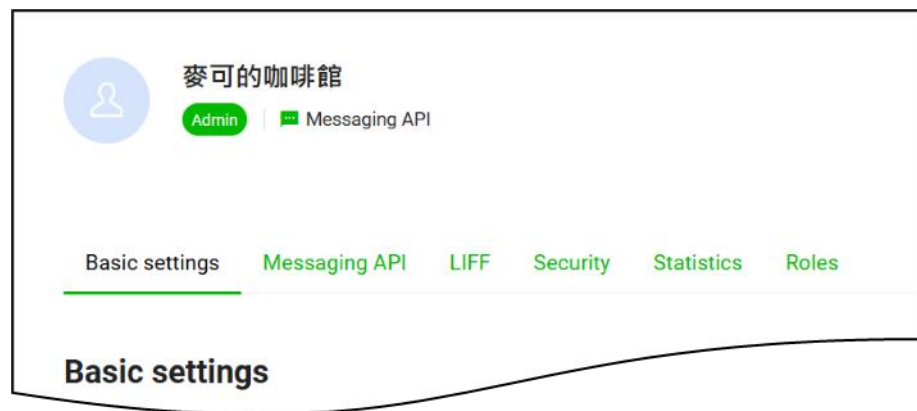 麥可的咖啡館
Admin Messaging API
Basic settings Messaging API LIFF Security Statistics Roles
Basic settings